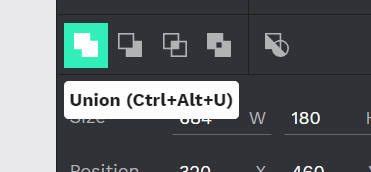 Union (Ctrl+Alt+U)
Size W 180 H
Position 320 X 460